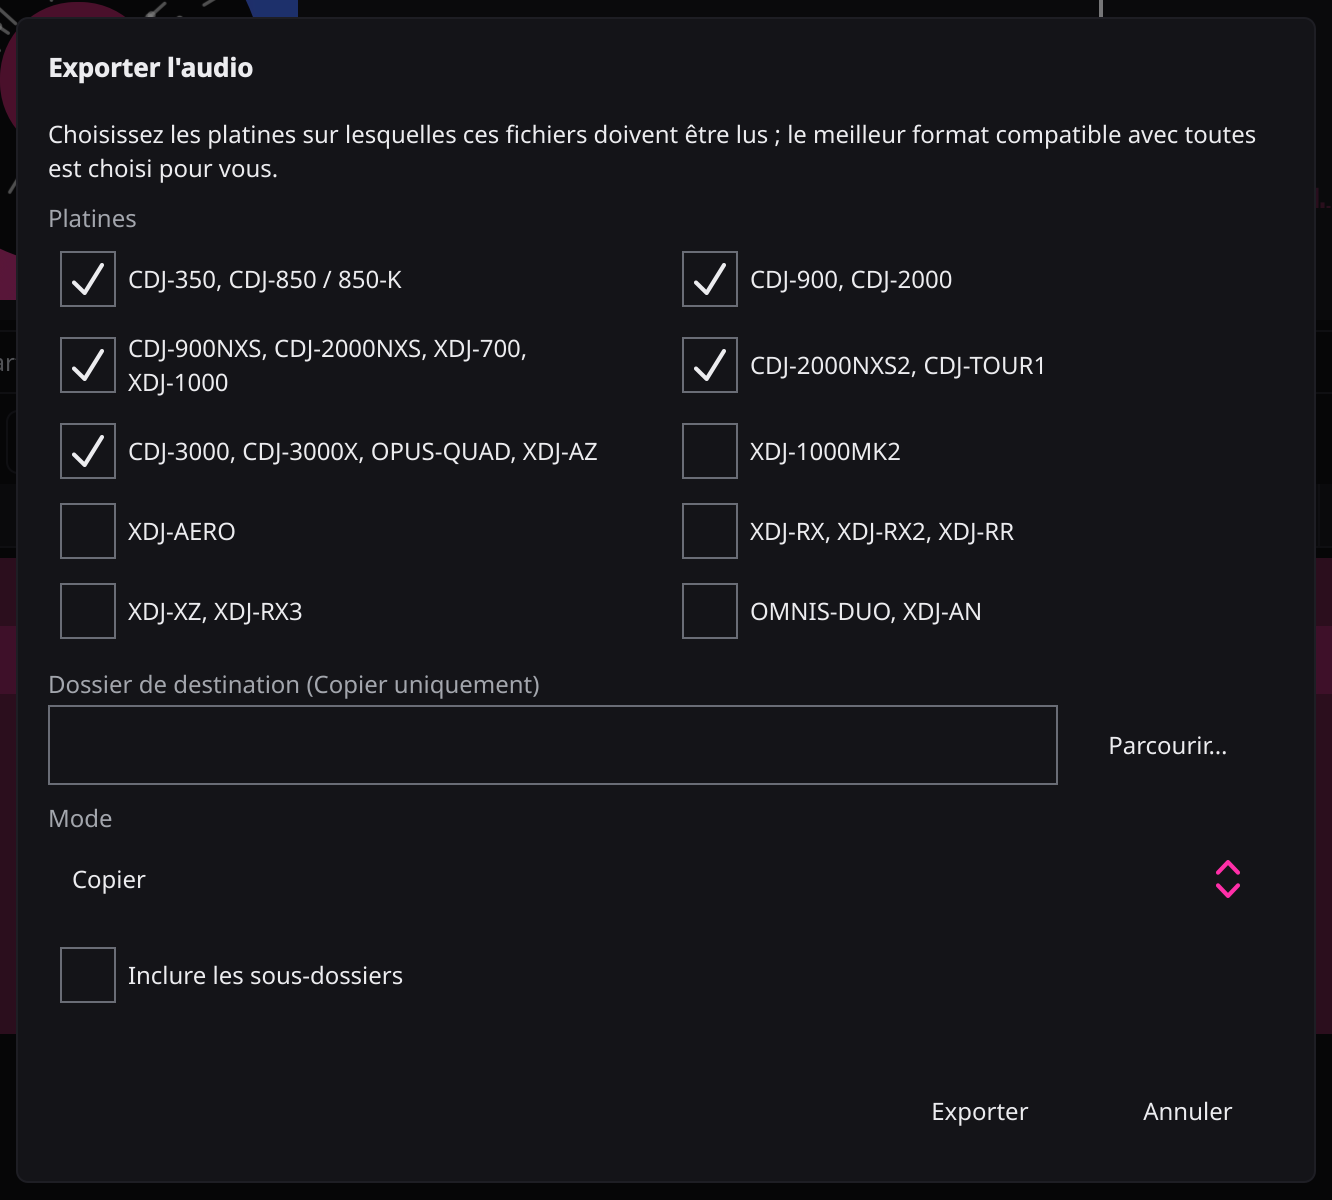 Exporter l'audio
Choisissez les platines sur lesquelles ces fichiers doivent être lus ; le meilleur format compatible avec toutes
est choisi pour vous.
Platines
CDJ-350, CDJ-850 / 850-K
CDJ-900, CDJ-2000
CDJ-900NXS, CDJ-2000NXS, XDJ-700,
XDJ-1000
CDJ-2000NXS2, CDJ-TOUR1
CDJ-3000, CDJ-3000X, OPUS-QUAD, XDJ-AZ
XDJ-1000MK2
XDJ-AERO
XDJ-RX, XDJ-RX2, XDJ-RR
XDJ-XZ, XDJ-RX3
OMNIS-DUO, XDJ-AN
Dossier de destination (Copier uniquement)
Parcourir...
Mode
Copier
Inclure les sous-dossiers
Exporter
Annuler